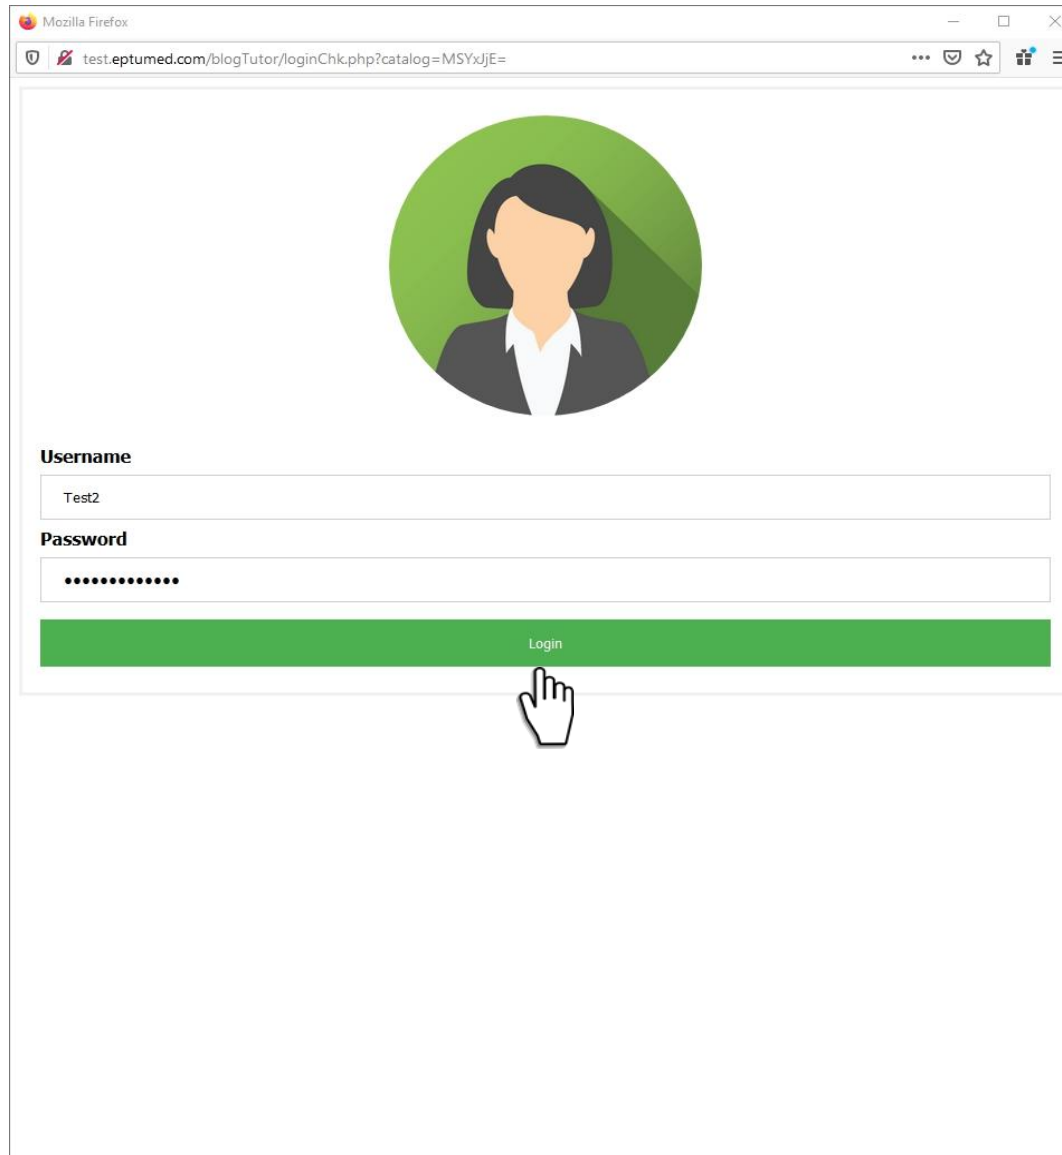 Mozilla Firefox
test.eptumed.com/blogTutor/loginChk.php?catalog=MSYxJjE=
Username
Test2
Password
•••••••••••••
Login